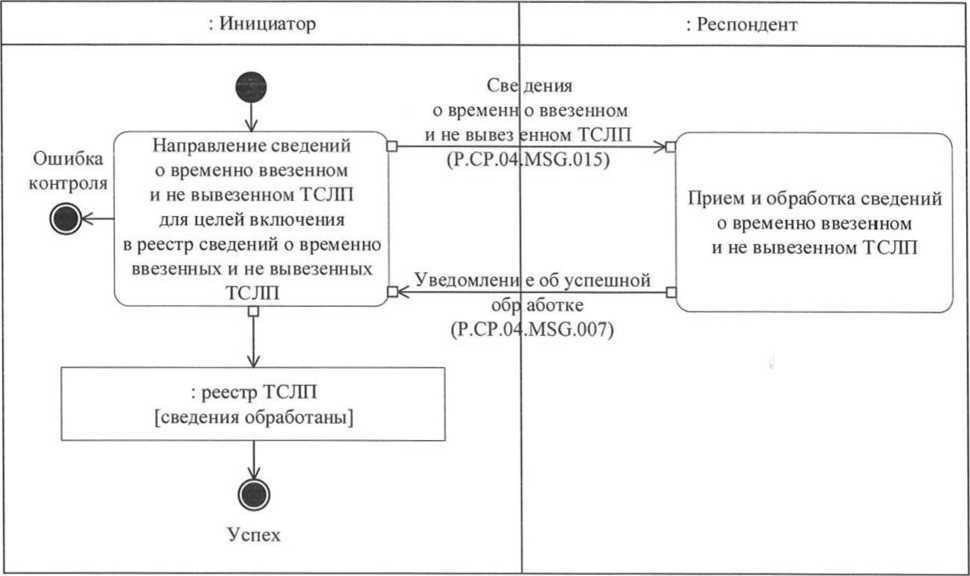 : Инициатор
: Респондент
Сведения
о временно ввезенном
и не вывезенном ТСЛП
(P.CP.04.MSG.015)
Ошибка
контроля
Направление сведений
о временно ввезенном
и не вывезенном ТСЛП
для целей включения
в реестр сведений о временно
ввезенных и не вывезенных
ТСЛП
Прием и обработка сведений
о временно ввезенном
и не вывезенном ТСЛП
Уведомление об успешной
обработке
(P.CP.04.MSG.007)
: реестр ТСЛП
[сведения обработаны]
Успех